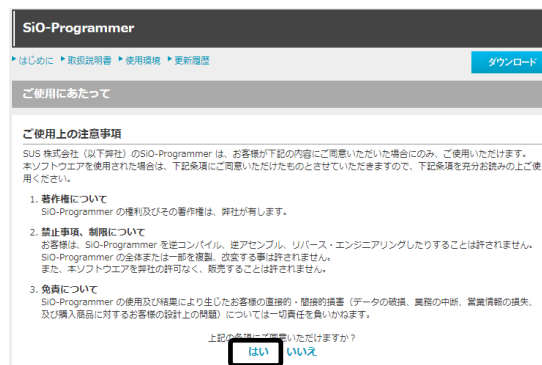 SiO-Programmer
はじめに 取扱説明書 使用環境 更新履歴
ダウンロード
ご使用にあたって
ご使用上の注意事項
SUS 株式会社（以下弊社）のSiO-Programmer は、お客様が下記の内容にご同意いただいた場合にのみ、ご使用いただけます。
本ソフトウエアを使用された場合は、下記条項にご同意いただけたものとさせていただきますので、下記条項を充分お読みの上ご使
用ください。
1. 著作権について
SiO-Programmer の権利及びその著作権は、弊社が有します。
2. 禁止事項、制限について
お客様は、SiO-Programmer を逆コンパイル、逆アセンブル、リバース・エンジニアリングしたりすることは許されません。
SiO-Programmer の全体または一部を複製、改変する事は許されません。
また、本ソフトウエアを弊社の許可なく、販売することは許されません。
3. 免責について
SiO-Programmer の使用及び結果により生じたお客様の直接的・間接的損害（データの破損、業務の中断、営業情報の損失、
及び購入商品に対するお客様の設計上の問題）については一切責任を負いかねます。
上記の条項にご同意いただけますか？
はい いいえ